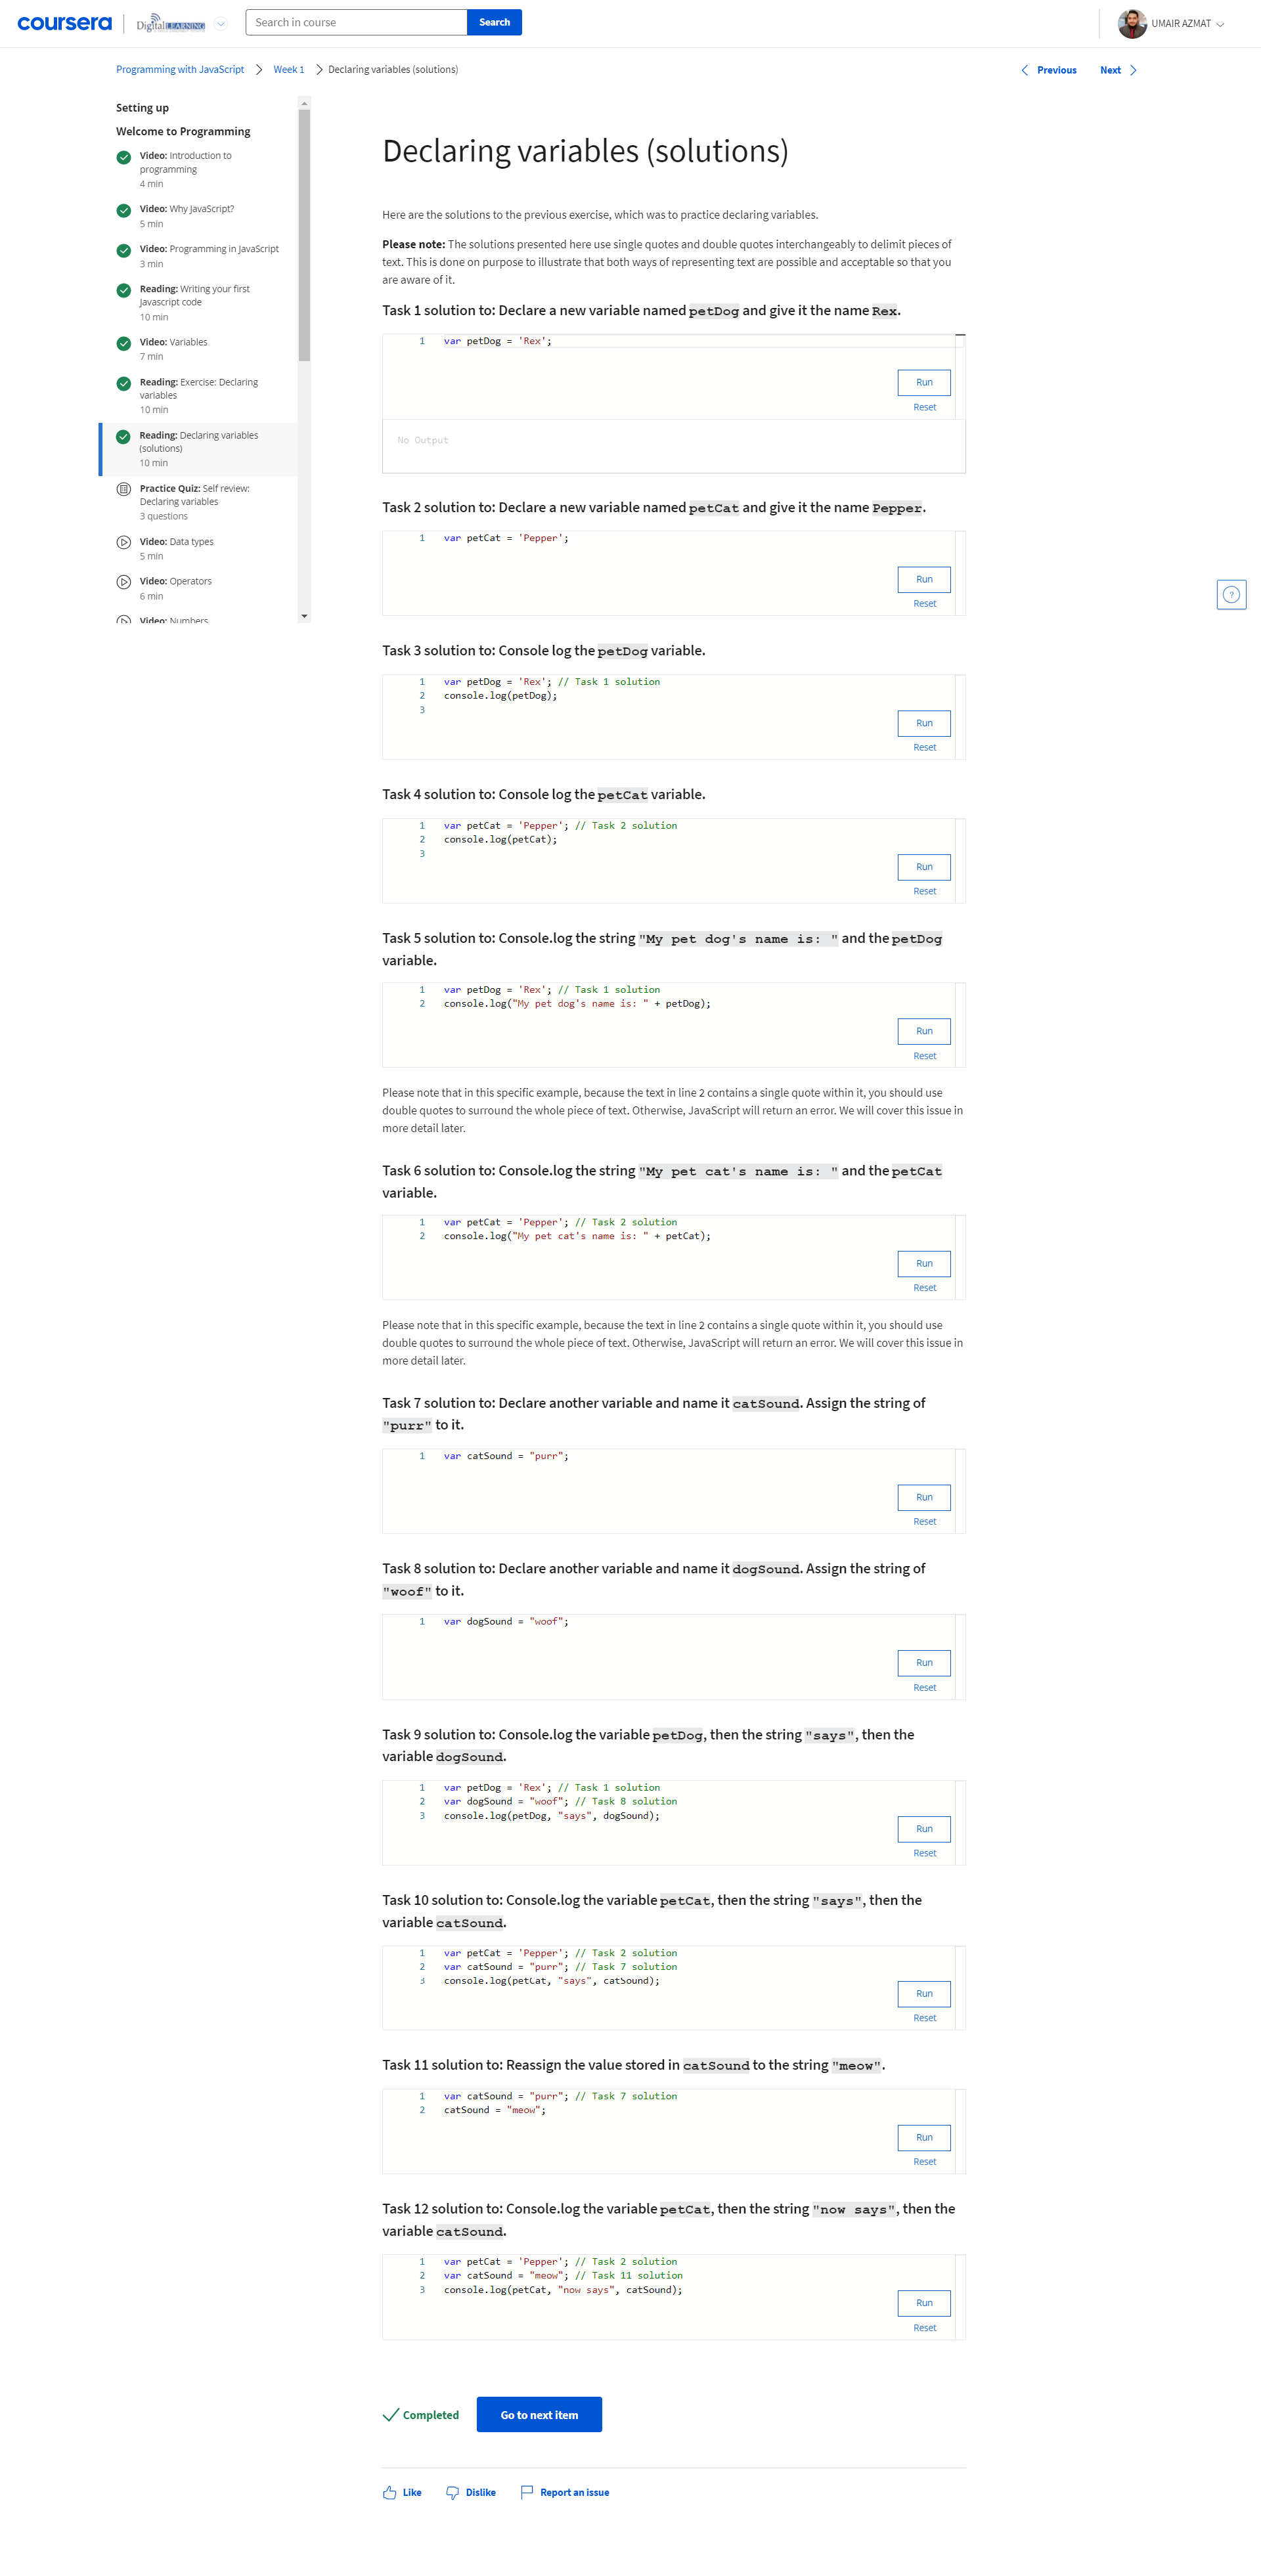 coursera
Digital LEARNING
Search in course
Search
UMAIR AZMAT
Programming with JavaScript
Week 1
Declaring variables (solutions)
Previous
Next
Setting up
Welcome to Programming
Video: Introduction to
programming
4 min
Video: Why JavaScript?
5 min
Video: Programming in JavaScript
3 min
Reading: Writing your first
Javascript code
10 min
Video: Variables
7 min
Reading: Exercise: Declaring
variables
10 min
Reading: Declaring variables
(solutions)
10 min
Practice Quiz: Self review:
Declaring variables
3 questions
Video: Data types
5 min
Video: Operators
6 min
Video: Numbers
Declaring variables (solutions)
Here are the solutions to the previous exercise, which was to practice declaring variables.
Please note: The solutions presented here use single quotes and double quotes interchangeably to delimit pieces of
text. This is done on purpose to illustrate that both ways of representing text are possible and acceptable so that you
are aware of it.
Task 1 solution to: Declare a new variable named petDog and give it the name Rex.
1 var petDog = 'Rex';
Run
Reset
No Output
Task 2 solution to: Declare a new variable named petCat and give it the name Pepper.
1 var petCat = 'Pepper';
Run
Reset
?
Task 3 solution to: Console log the petDog variable.
1 var petDog = 'Rex'; // Task 1 solution
2 console.log(petDog);
3
Run
Reset
Task 4 solution to: Console log the petCat variable.
1 var petCat = 'Pepper'; // Task 2 solution
2 console.log(petCat);
3
Run
Reset
Task 5 solution to: Console.log the string "My pet dog's name is: " and the petDog
variable.
1 var petDog = 'Rex'; // Task 1 solution
2 console.log("My pet dog's name is: " + petDog);
Run
Reset
Please note that in this specific example, because the text in line 2 contains a single quote within it, you should use
double quotes to surround the whole piece of text. Otherwise, JavaScript will return an error. We will cover this issue in
more detail later.
Task 6 solution to: Console.log the string "My pet cat's name is: " and the petCat
variable.
1 var petCat = 'Pepper'; // Task 2 solution
2 console.log("My pet cat's name is: " + petCat);
Run
Reset
Please note that in this specific example, because the text in line 2 contains a single quote within it, you should use
double quotes to surround the whole piece of text. Otherwise, JavaScript will return an error. We will cover this issue in
more detail later.
Task 7 solution to: Declare another variable and name it catSound. Assign the string of
"purr" to it.
1 var catSound = "purr";
Run
Reset
Task 8 solution to: Declare another variable and name it dogSound. Assign the string of
"woof" to it.
1 var dogSound = "woof";
Run
Reset
Task 9 solution to: Console.log the variable petDog, then the string "says", then the
variable dogSound.
1 var petDog = 'Rex'; // Task 1 solution
2 var dogSound = "woof"; // Task 8 solution
3 console.log(petDog, "says", dogSound);
Run
Reset
Task 10 solution to: Console.log the variable petCat, then the string "says", then the
variable catSound.
1 var petCat = 'Pepper'; // Task 2 solution
2 var catSound = "purr"; // Task 7 solution
3 console.log(petCat, "says", catSound);
Run
Reset
Task 11 solution to: Reassign the value stored in catSound to the string "meow".
1 var catSound = "purr"; // Task 7 solution
2 catSound = "meow";
Run
Reset
Task 12 solution to: Console.log the variable petCat, then the string "now says", then the
variable catSound.
1 var petCat = 'Pepper'; // Task 2 solution
2 var catSound = "meow"; // Task 11 solution
3 console.log(petCat, "now says", catSound);
Run
Reset
Completed
Go to next item
Like
Dislike
Report an issue